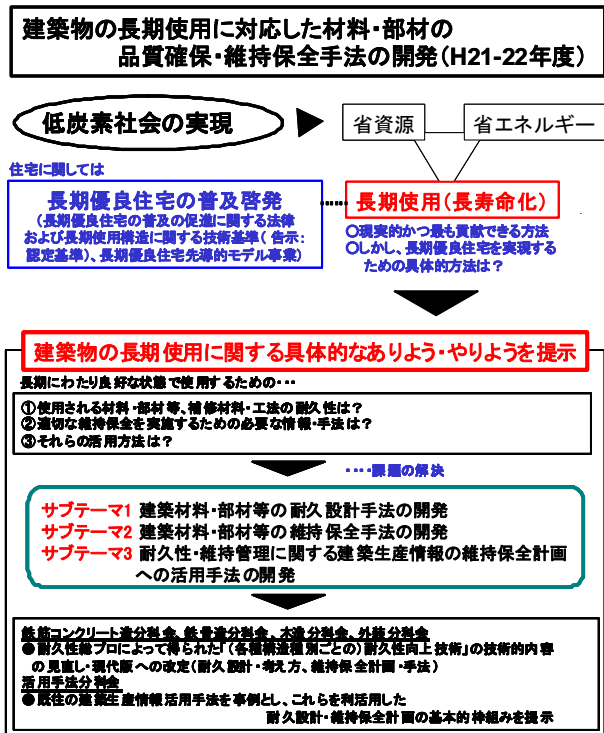 建築物の長期使用に対応した材料・部材の
品質確保・維持保全手法の開発(H21-22年度)
低炭素社会の実現
省資源
省エネルギー
住宅に関しては
長期優良住宅の普及啓発
(長期優良住宅の普及の促進に関する法律
および長期使用構造に関する技術基準(告示:
認定基準)、長期優良住宅先導的モデル事業)
長期使用(長寿命化)
○現実的かつ最も貢献できる方法
○しかし、長期優良住宅を実現する
ための具体的方法は?
建築物の長期使用に関する具体的なありよう・やりようを提示
長期にわたり良好な状態で使用するための・・・
①使用される材料・部材等、補修材料・工法の耐久性は?
②適切な維持保全を実施するための必要な情報・手法は?
③それらの活用方法は?
・・・・課題の解決
サブテーマ1 建築材料・部材等の耐久設計手法の開発
サブテーマ2 建築材料・部材等の維持保全手法の開発
サブテーマ3 耐久性・維持管理に関する建築生産情報の維持保全計画
への活用手法の開発
鉄筋コンクリート造分科会、鉄骨造分科会、木造分科会、外装分科会
●耐久性総プロによって得られた「(各種構造種別ごとの)耐久性向上技術」の技術的内容
の見直し・現代版への改定(耐久設計・考え方、維持保全計画・手法)
活用手法分科会
●既往の建築生産情報活用手法を事例とし、これらを利活用した
耐久設計・維持保全計画の基本的枠組みを提示